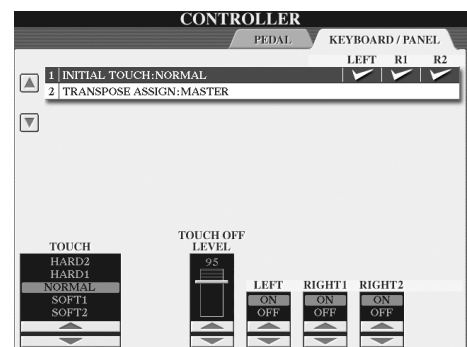 CONTROLLER
PEDAL KEYBOARD / PANEL
LEFT R1 R2
1 INITIAL TOUCH:NORMAL
2 TRANSPOSE ASSIGN:MASTER
TOUCH
HARD2
HARD1
NORMAL
SOFT1
SOFT2
TOUCH OFF
LEVEL
95
LEFT RIGHT1 RIGHT2
ON ON ON
OFF OFF OFF